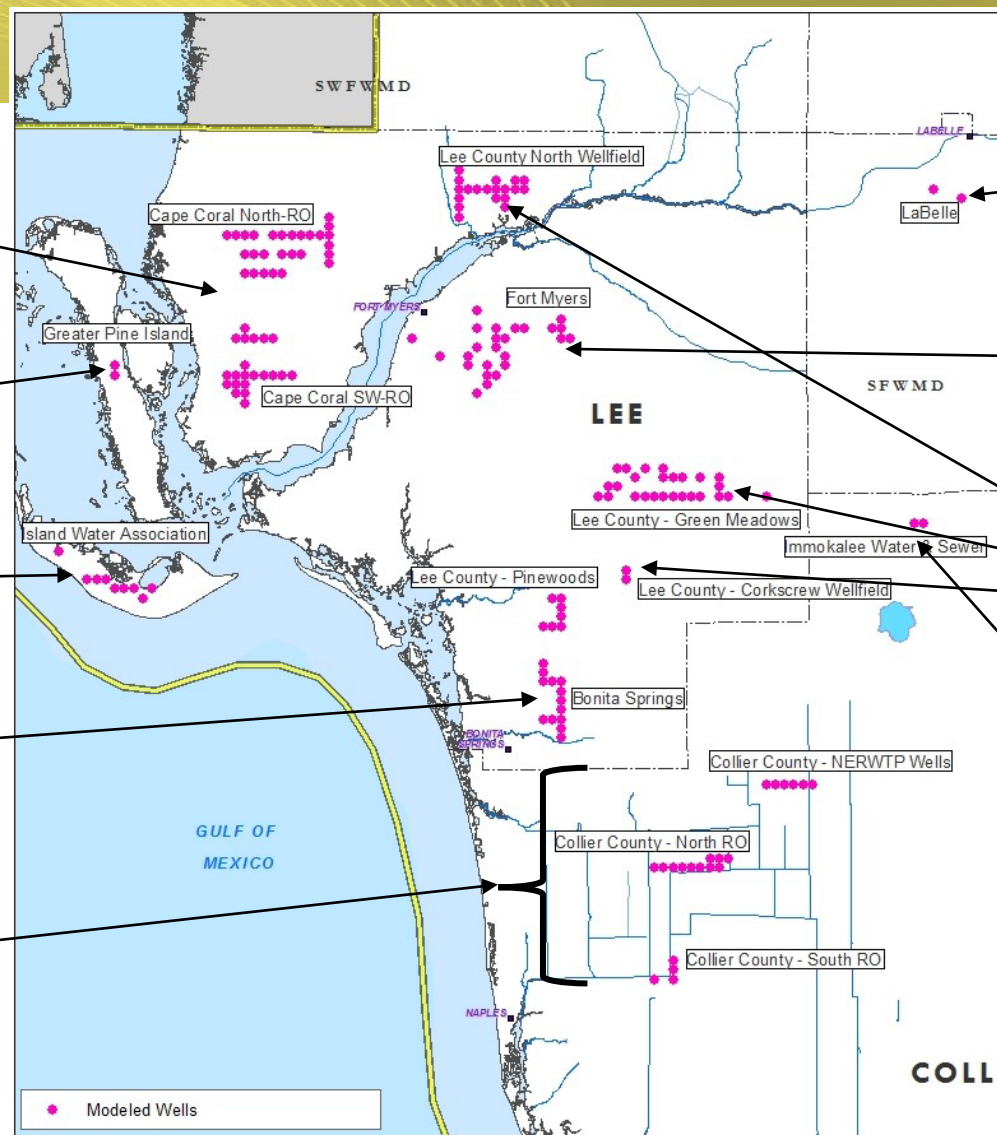 SWFWMD
LABELLE
Lee County North Wellfield
LaBelle
Cape Coral North-RO
FORT MYERS
Fort Myers
Greater Pine Island
Cape Coral SW-RO
SFWMD
LEE
Lee County - Green Meadows
Island Water Association
Immokalee Water & Sewer
Lee County - Pinewoods
Lee County - Corkscrew Wellfield
Bonita Springs
BONITA
SPRINGS
Collier County - NERWTP Wells
GULF OF
MEXICO
Collier County - North RO
Collier County - South RO
NAPLES
COLL
Modeled Wells